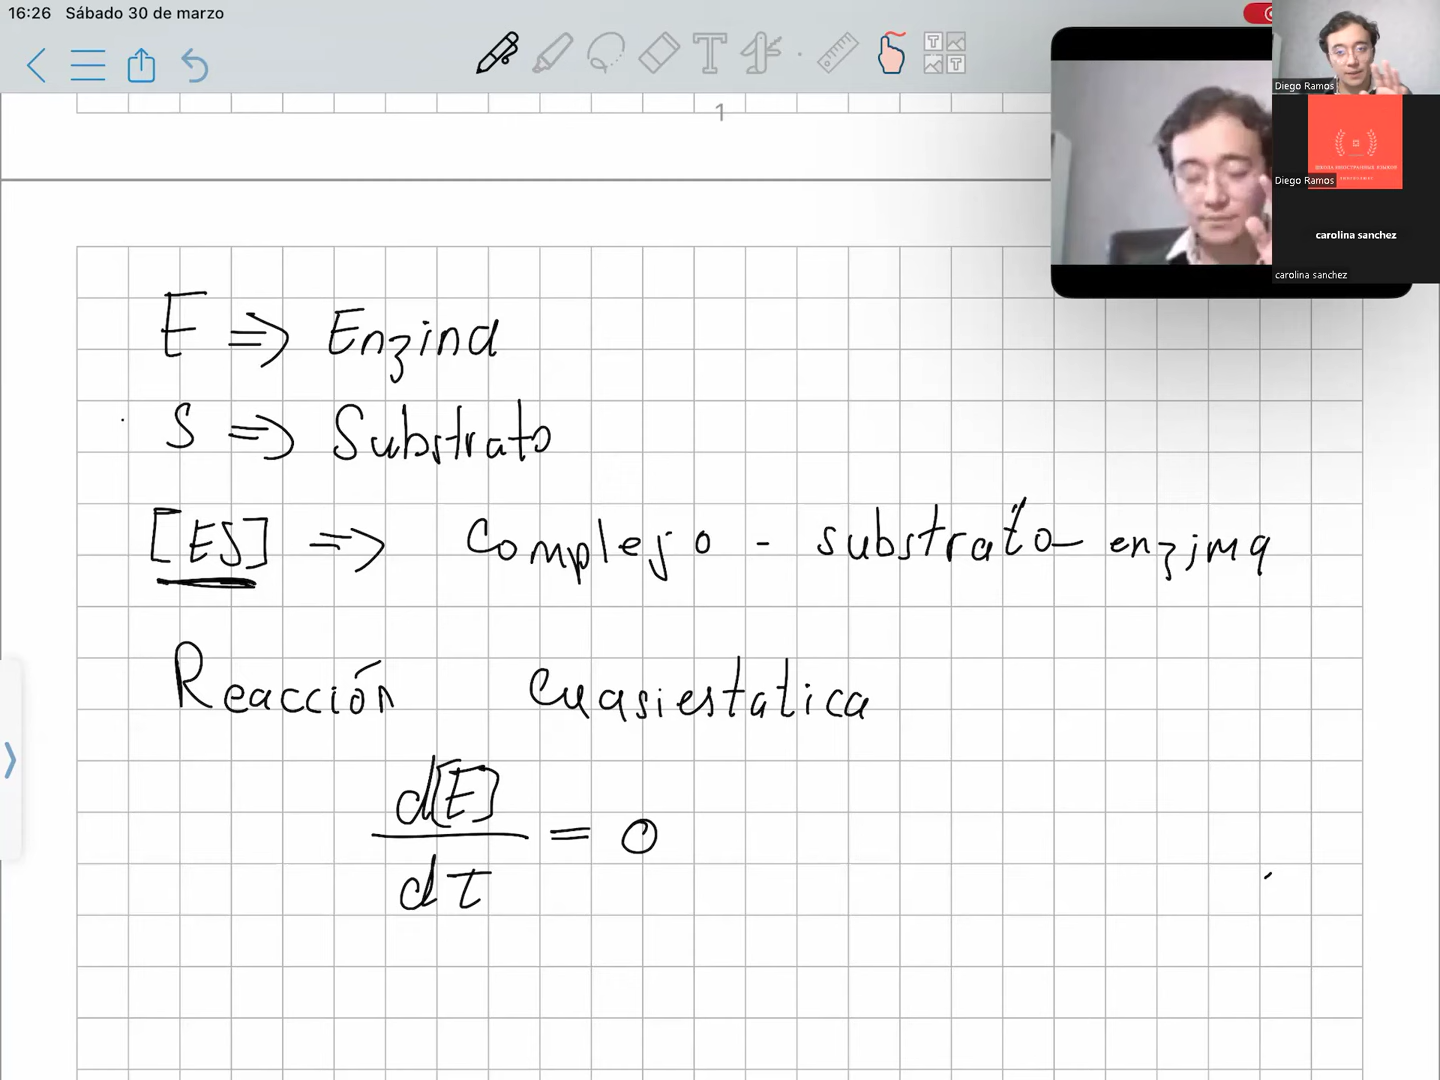 16:26 Sábado 30 de marzo
1
Diego Ramos
Diego Ramos
carolina sanchez
carolina sanchez
E => Enzima
S => Substrato
[ES] => Complejo - substrato - enzima
Reacción cuasiestatica
d[E]
dt
= 0